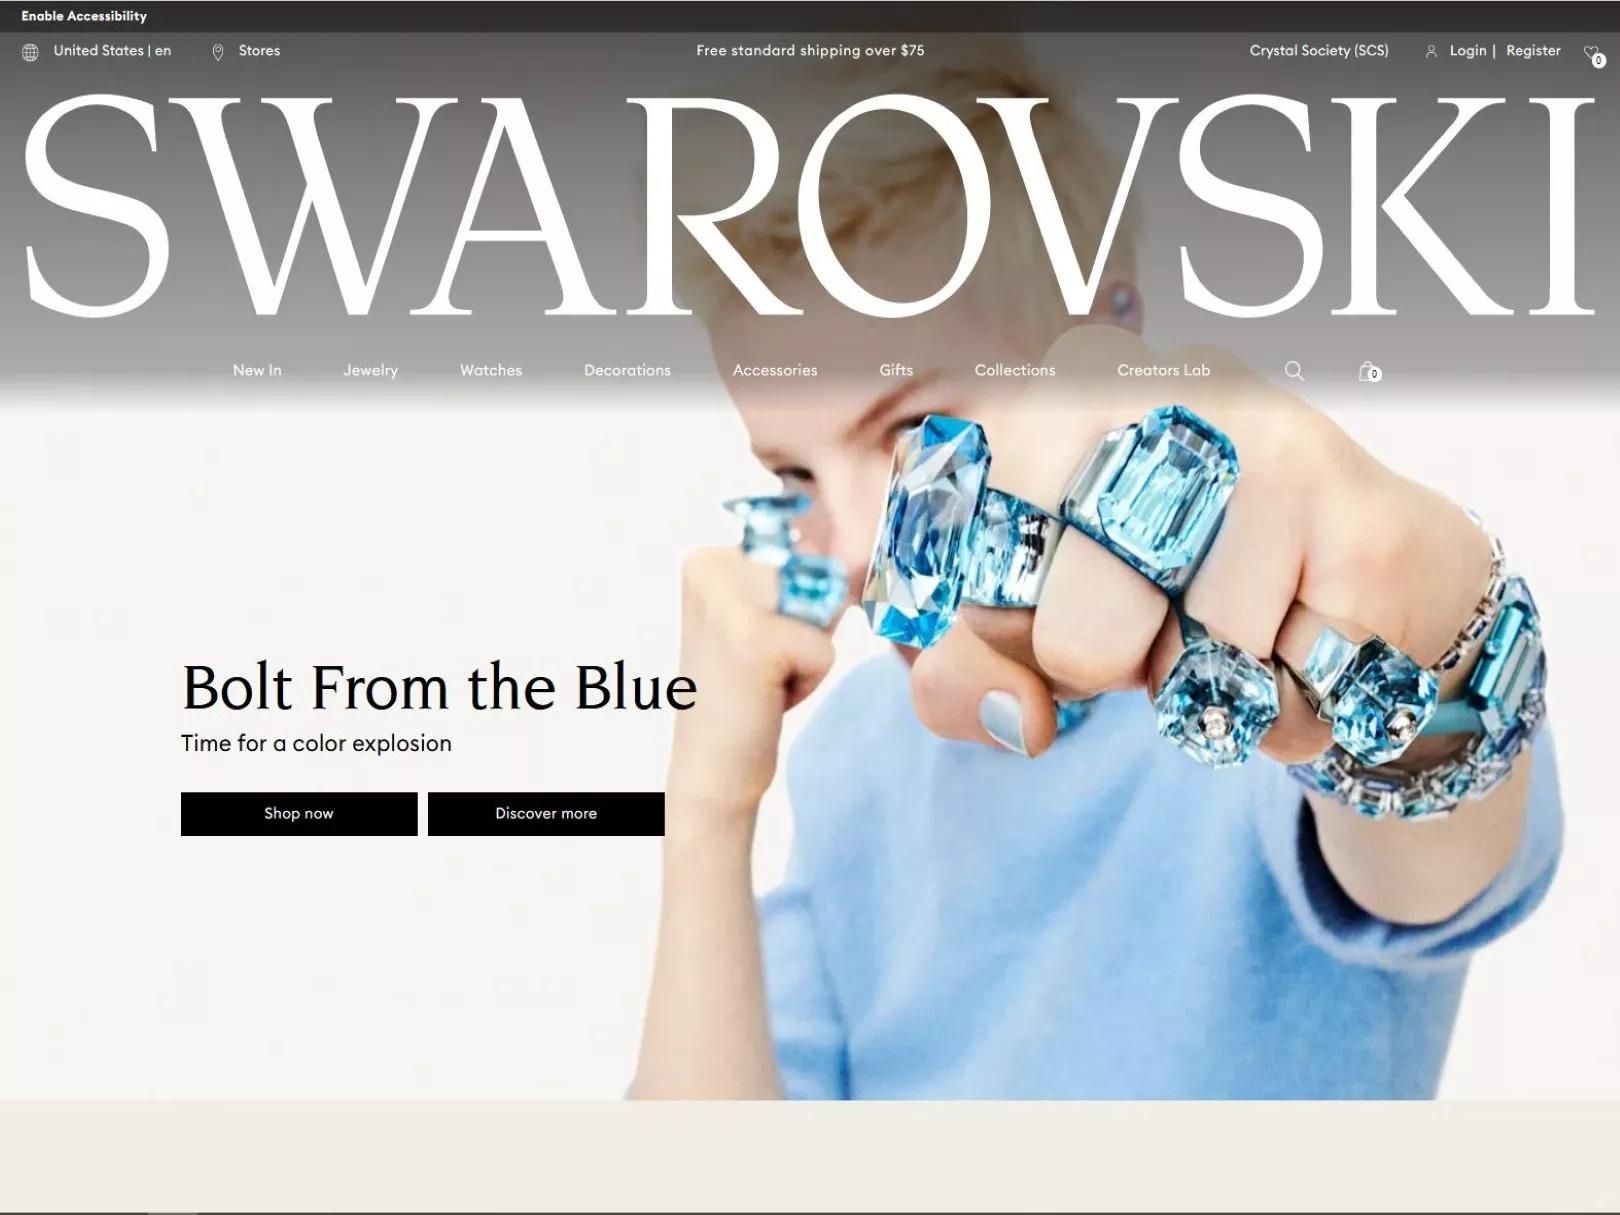 Enable Accessibility
United States | en
Stores
Free standard shipping over $75
Crystal Society (SCS)
Login | Register
0
SWAROVSKI
New In
Jewelry
Watches
Decorations
Accessories
Gifts
Collections
Creators Lab
0
Bolt From the Blue
Time for a color explosion
Shop now
Discover more